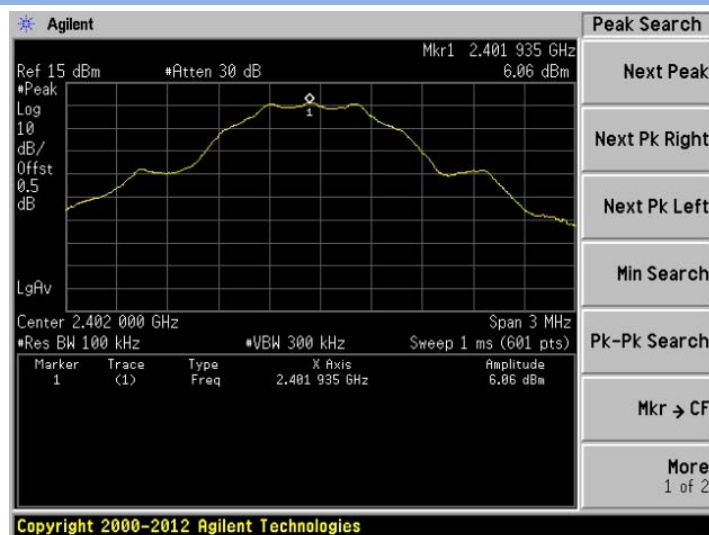 Agilent
Peak Search
Mkr1 2.401 935 GHz
Ref 15 dBm #Atten 30 dB 6.06 dBm
#Peak
Log
10
dB/
Offst
0.5
dB
1
LgAv
Center 2.402 000 GHz Span 3 MHz
#Res BW 100 kHz #VBW 300 kHz Sweep 1 ms (601 pts)
Marker Trace Type X Axis Amplitude
1 (1) Freq 2.401 935 GHz 6.06 dBm
Next Peak
Next Pk Right
Next Pk Left
Min Search
Pk-Pk Search
Mkr → CF
More
1 of 2
Copyright 2000-2012 Agilent Technologies